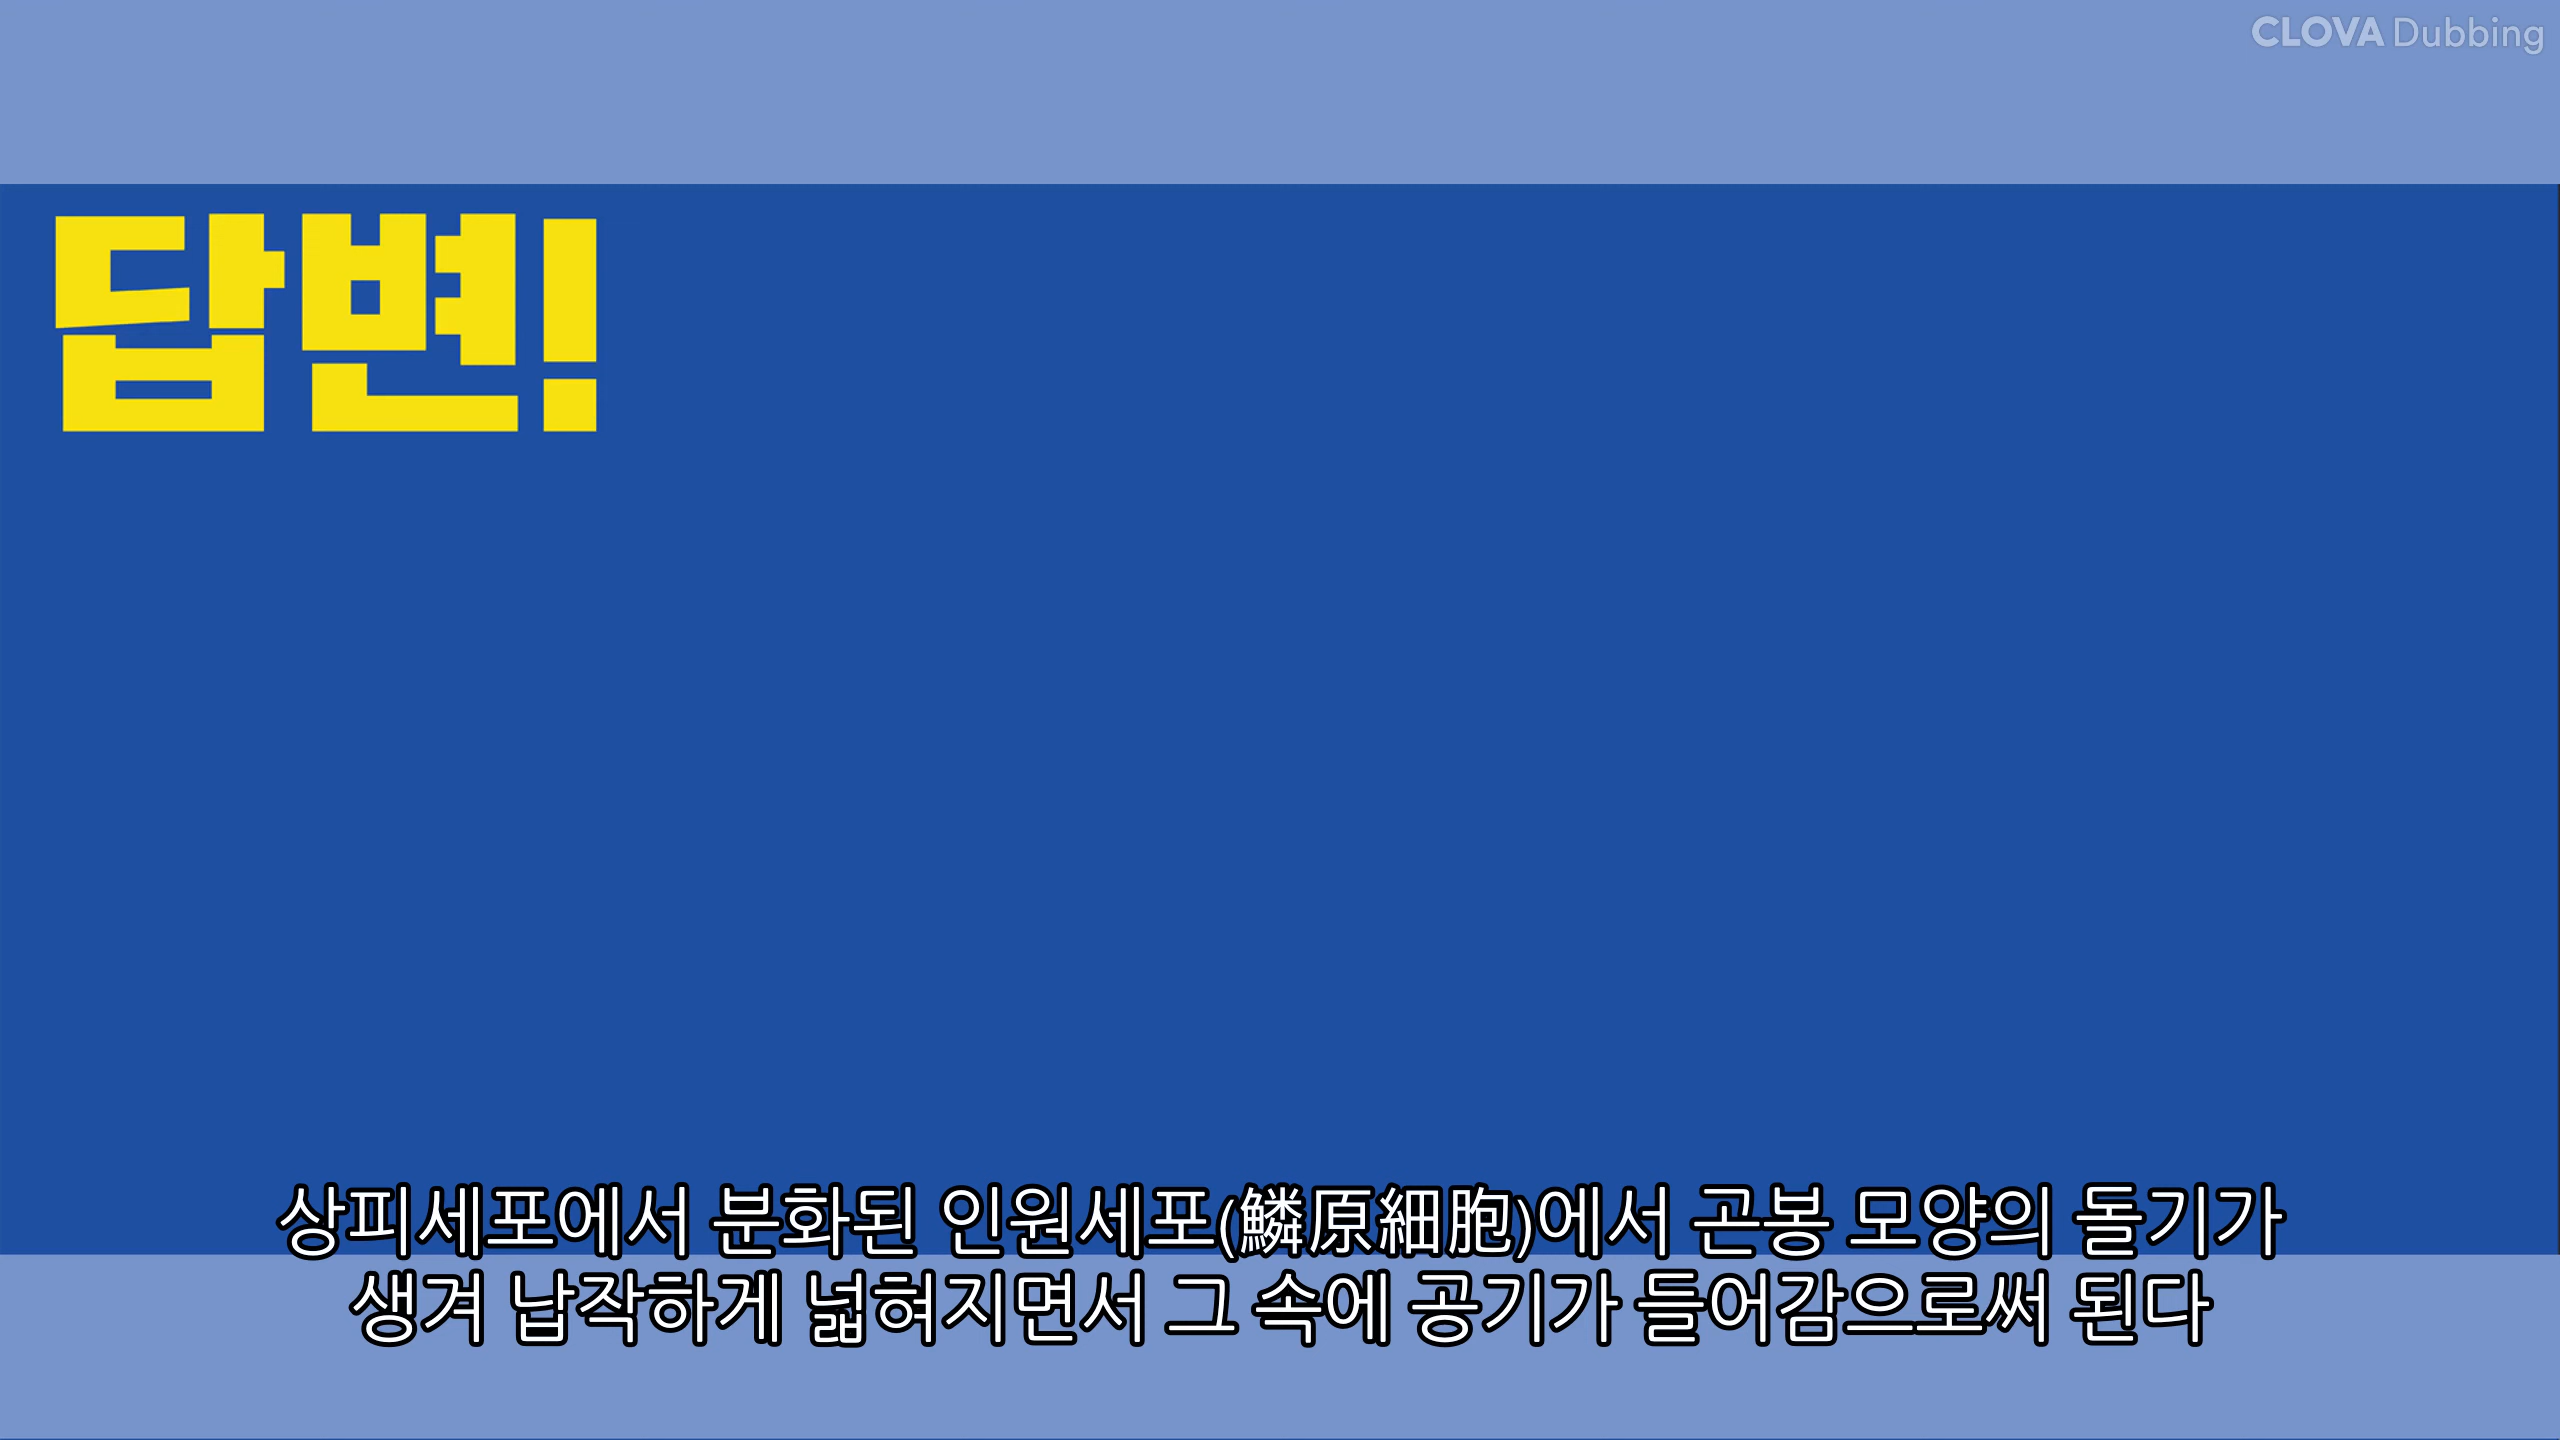 CLOVA Dubbing
답변!
상피세포에서 분화된 인원세포(鱗原細胞)에서 곤봉 모양의 돌기가
생겨 납작하게 넓혀지면서 그 속에 공기가 들어감으로써 된다